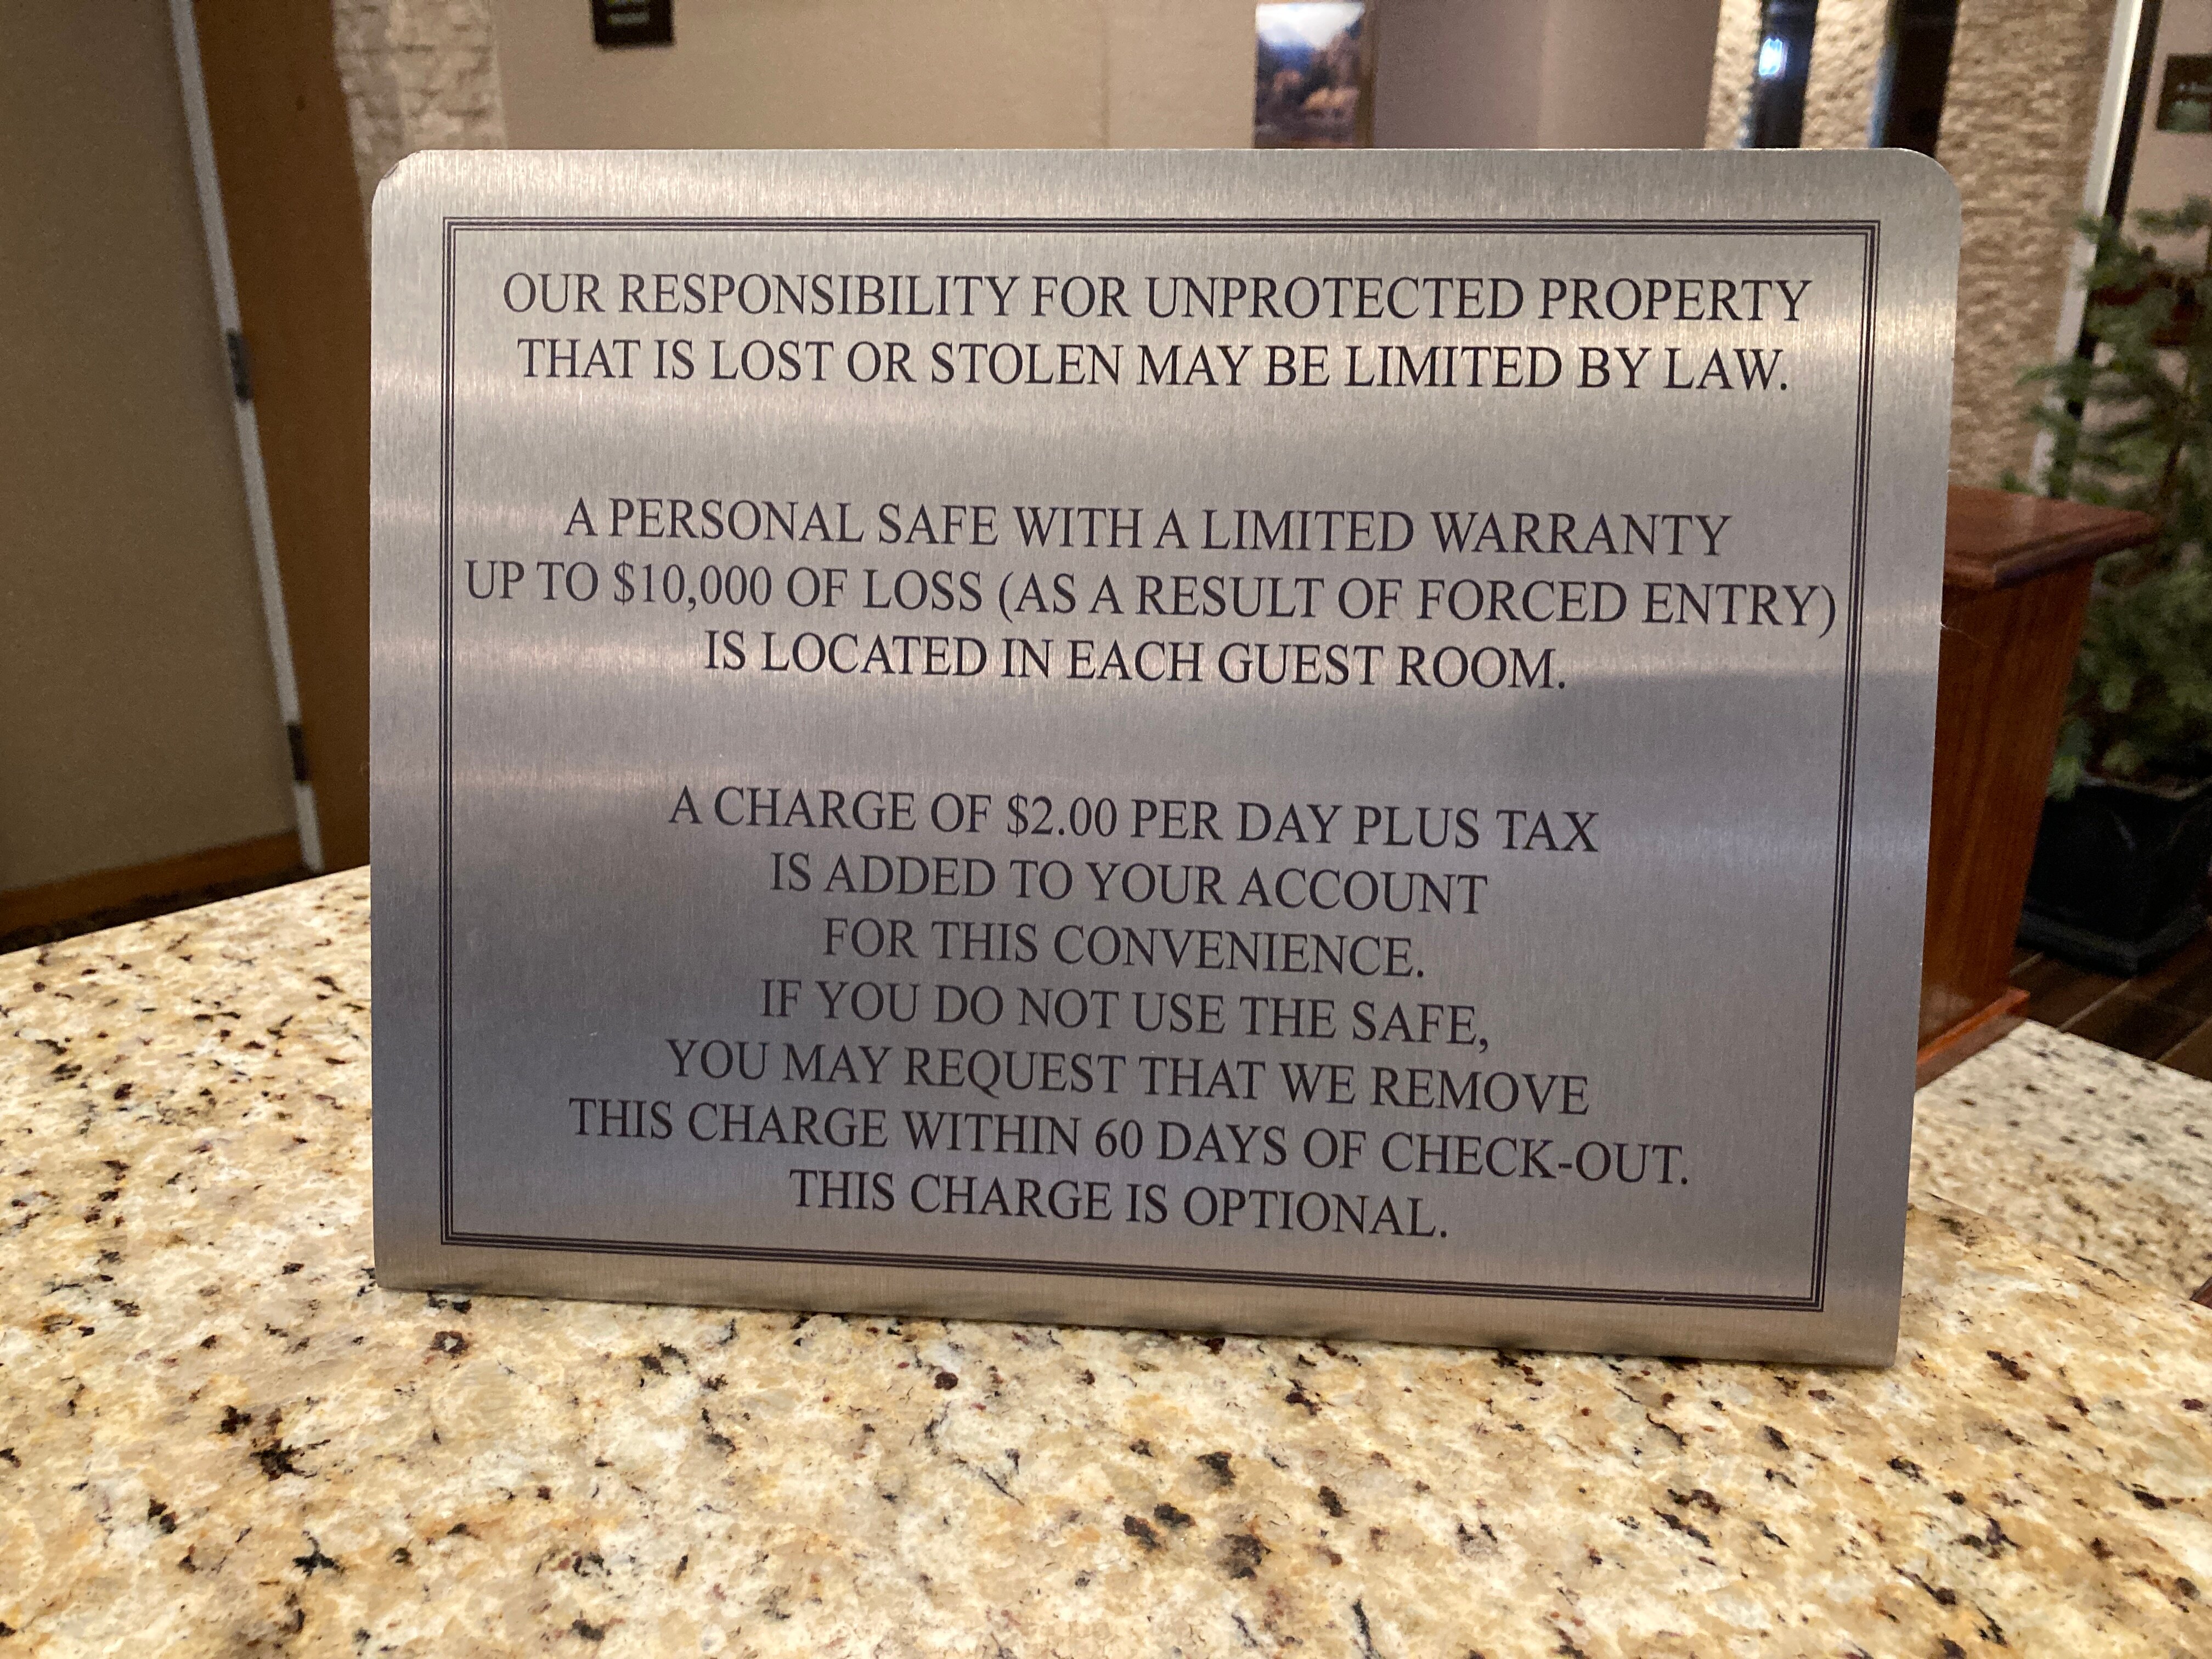 OUR RESPONSIBILITY FOR UNPROTECTED PROPERTY
THAT IS LOST OR STOLEN MAY BE LIMITED BY LAW.
A PERSONAL SAFE WITH A LIMITED WARRANTY
UP TO $10,000 OF LOSS (AS A RESULT OF FORCED ENTRY)
IS LOCATED IN EACH GUEST ROOM.
A CHARGE OF $2.00 PER DAY PLUS TAX
IS ADDED TO YOUR ACCOUNT
FOR THIS CONVENIENCE.
IF YOU DO NOT USE THE SAFE,
YOU MAY REQUEST THAT WE REMOVE
THIS CHARGE WITHIN 60 DAYS OF CHECK-OUT.
THIS CHARGE IS OPTIONAL.